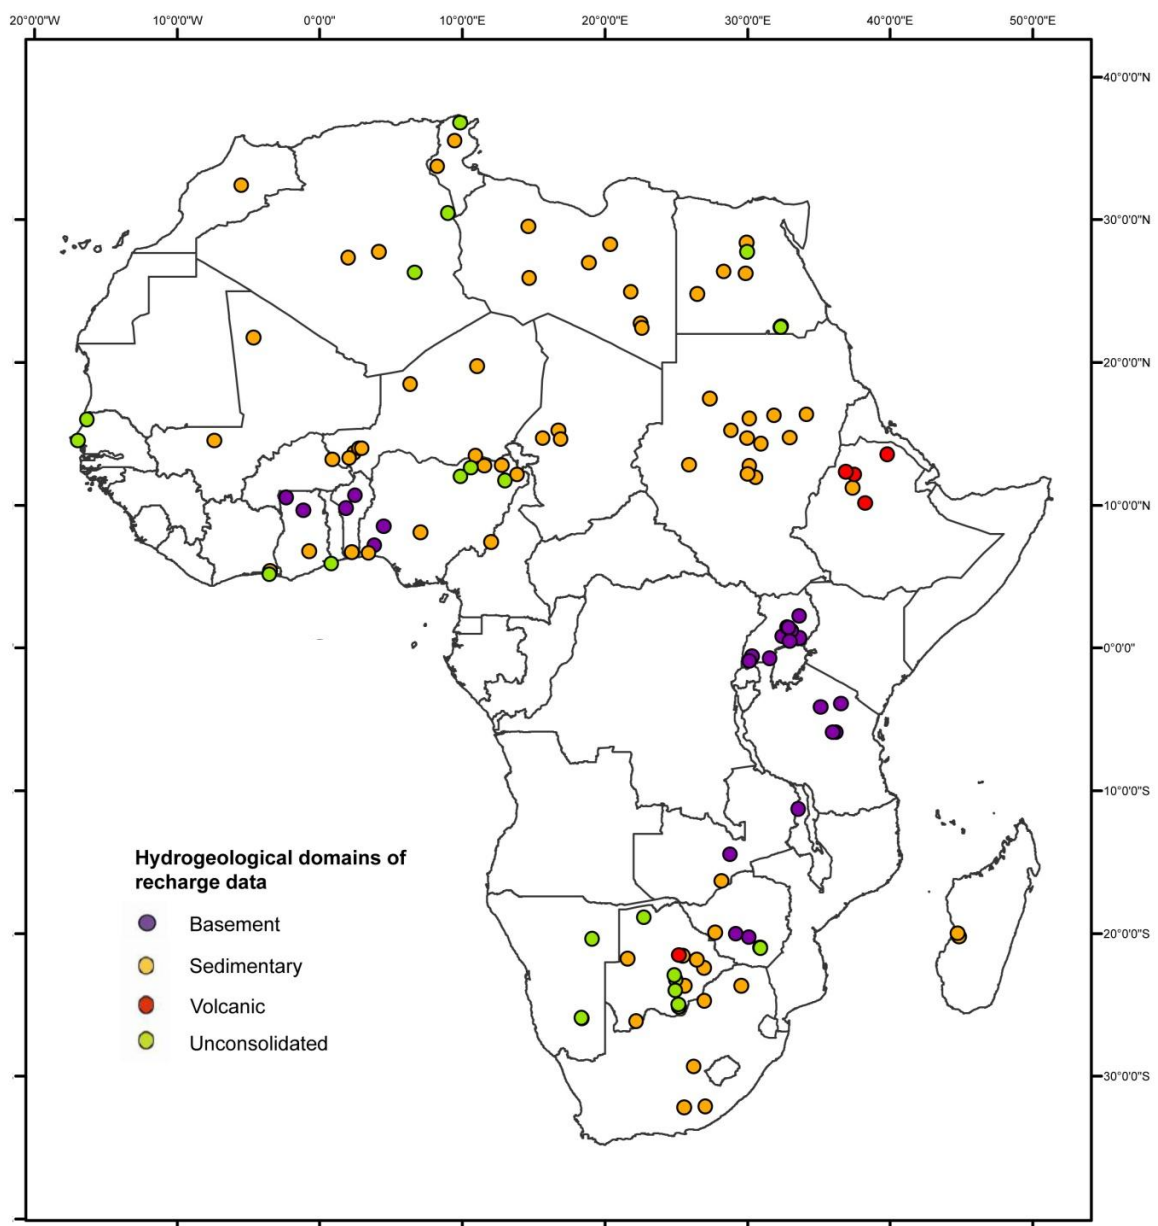 20°0'0"W 10°0'0"W 0°0'0" 10°0'0"E 20°0'0"E 30°0'0"E 40°0'0"E 50°0'0"E
40°0'0"N
30°0'0"N
20°0'0"N
10°0'0"N
0°0'0"
10°0'0"S
20°0'0"S
30°0'0"S
Hydrogeological domains of
recharge data
Basement
Sedimentary
Volcanic
Unconsolidated